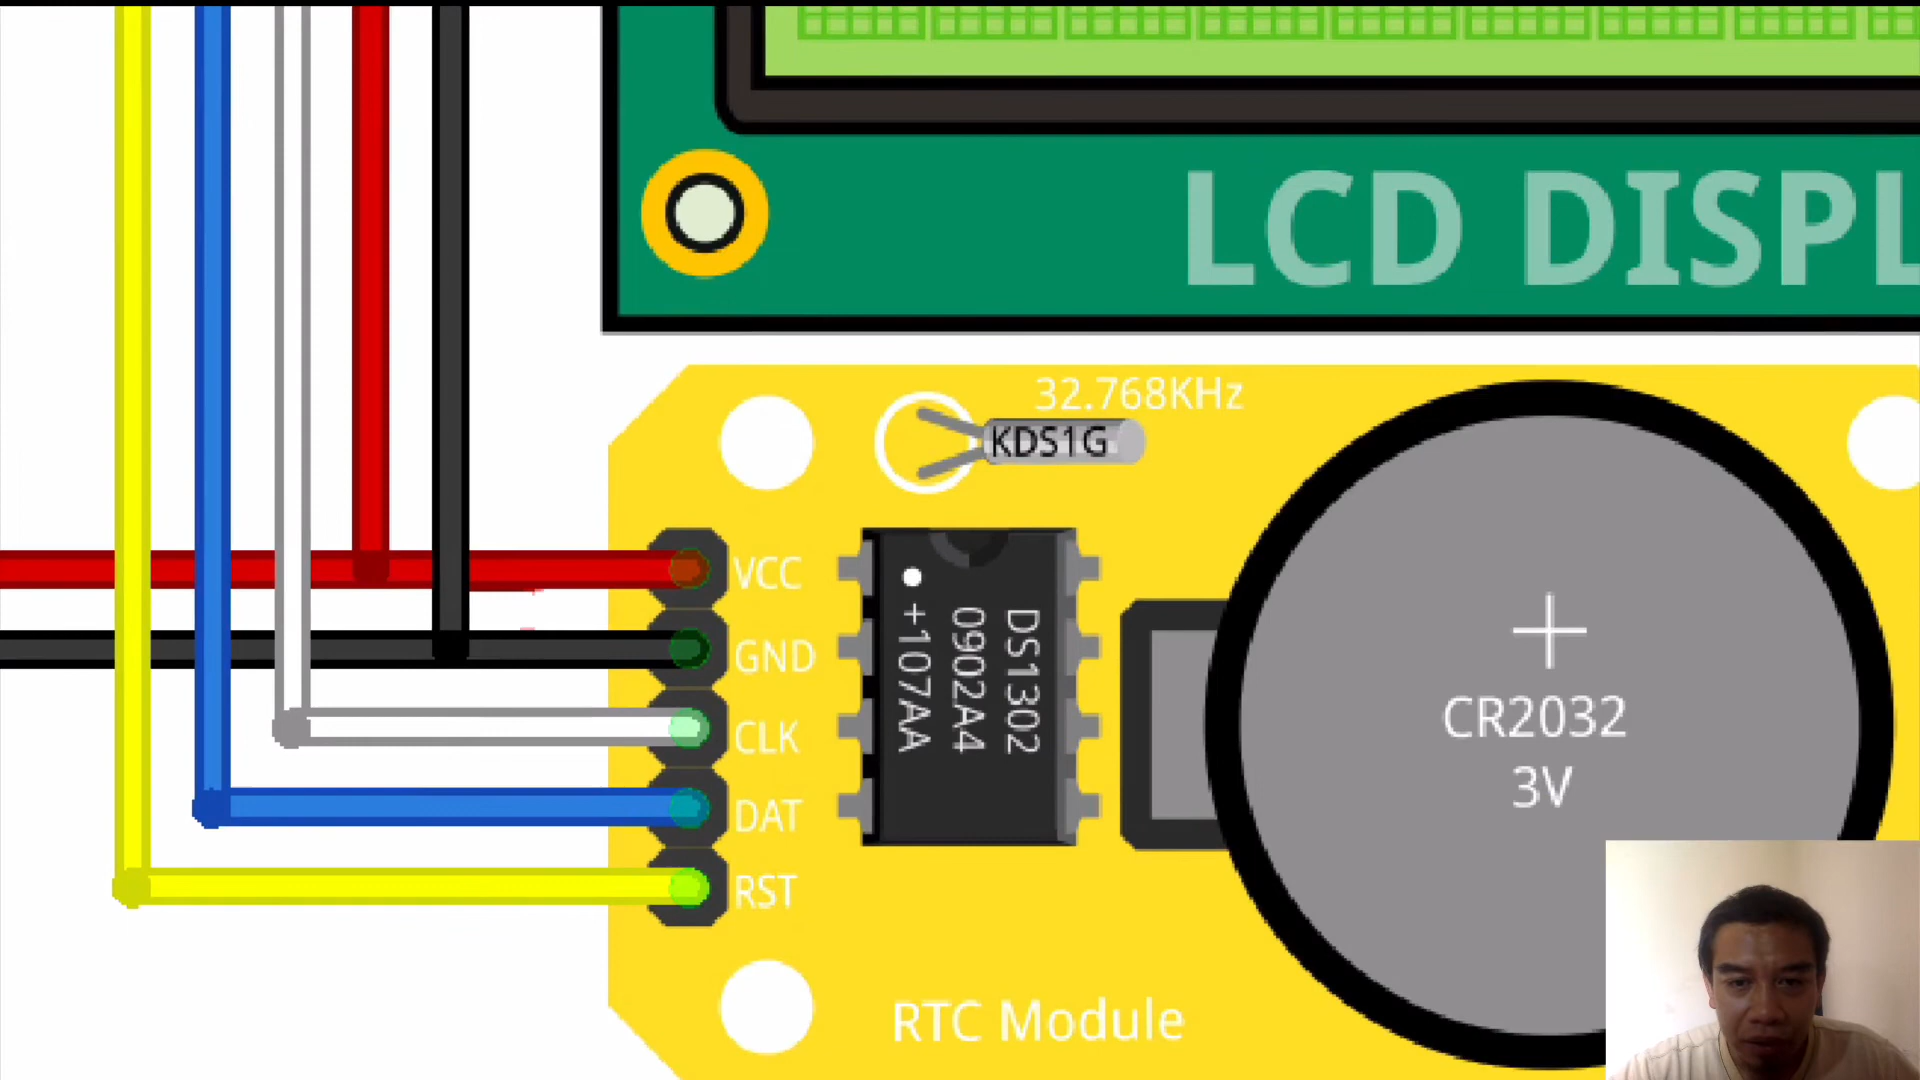 LCD DISPL
32.768KHz
KDS1G
VCC
GND
CLK
DAT
RST
DS1302
0902A4
+107AA
+
CR2032
3V
RTC Module